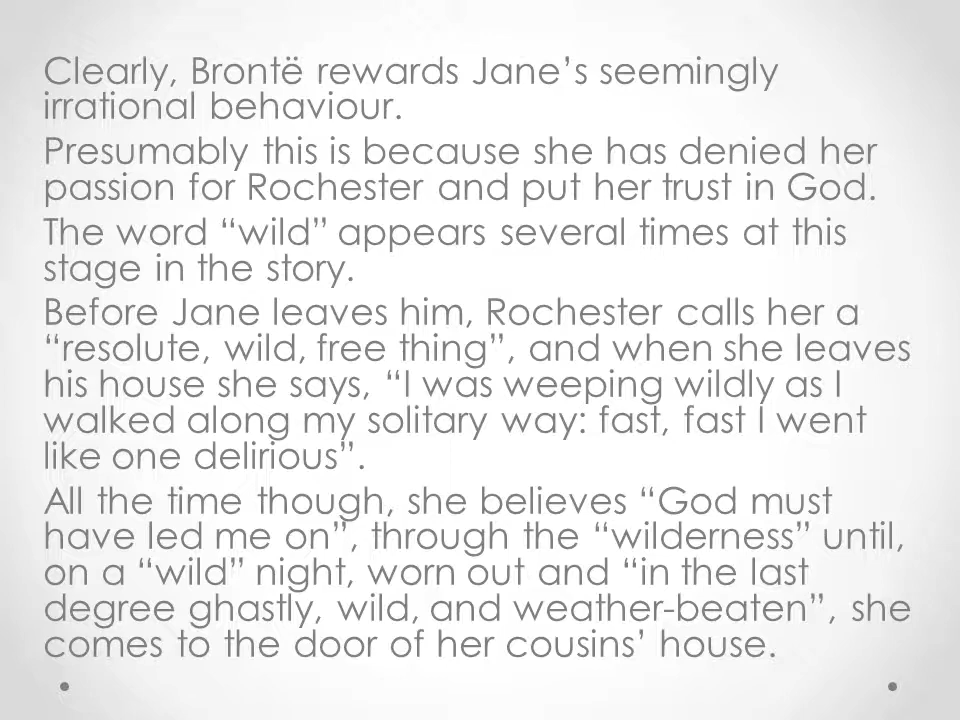 Clearly, Brontë rewards Jane’s seemingly
irrational behaviour.
Presumably this is because she has denied her
passion for Rochester and put her trust in God.
The word “wild” appears several times at this
stage in the story.
Before Jane leaves him, Rochester calls her a
“resolute, wild, free thing”, and when she leaves
his house she says, “I was weeping wildly as I
walked along my solitary way: fast, fast I went
like one delirious”.
All the time though, she believes “God must
have led me on”, through the “wilderness” until,
on a “wild” night, worn out and “in the last
degree ghastly, wild, and weather-beaten”, she
comes to the door of her cousins’ house.